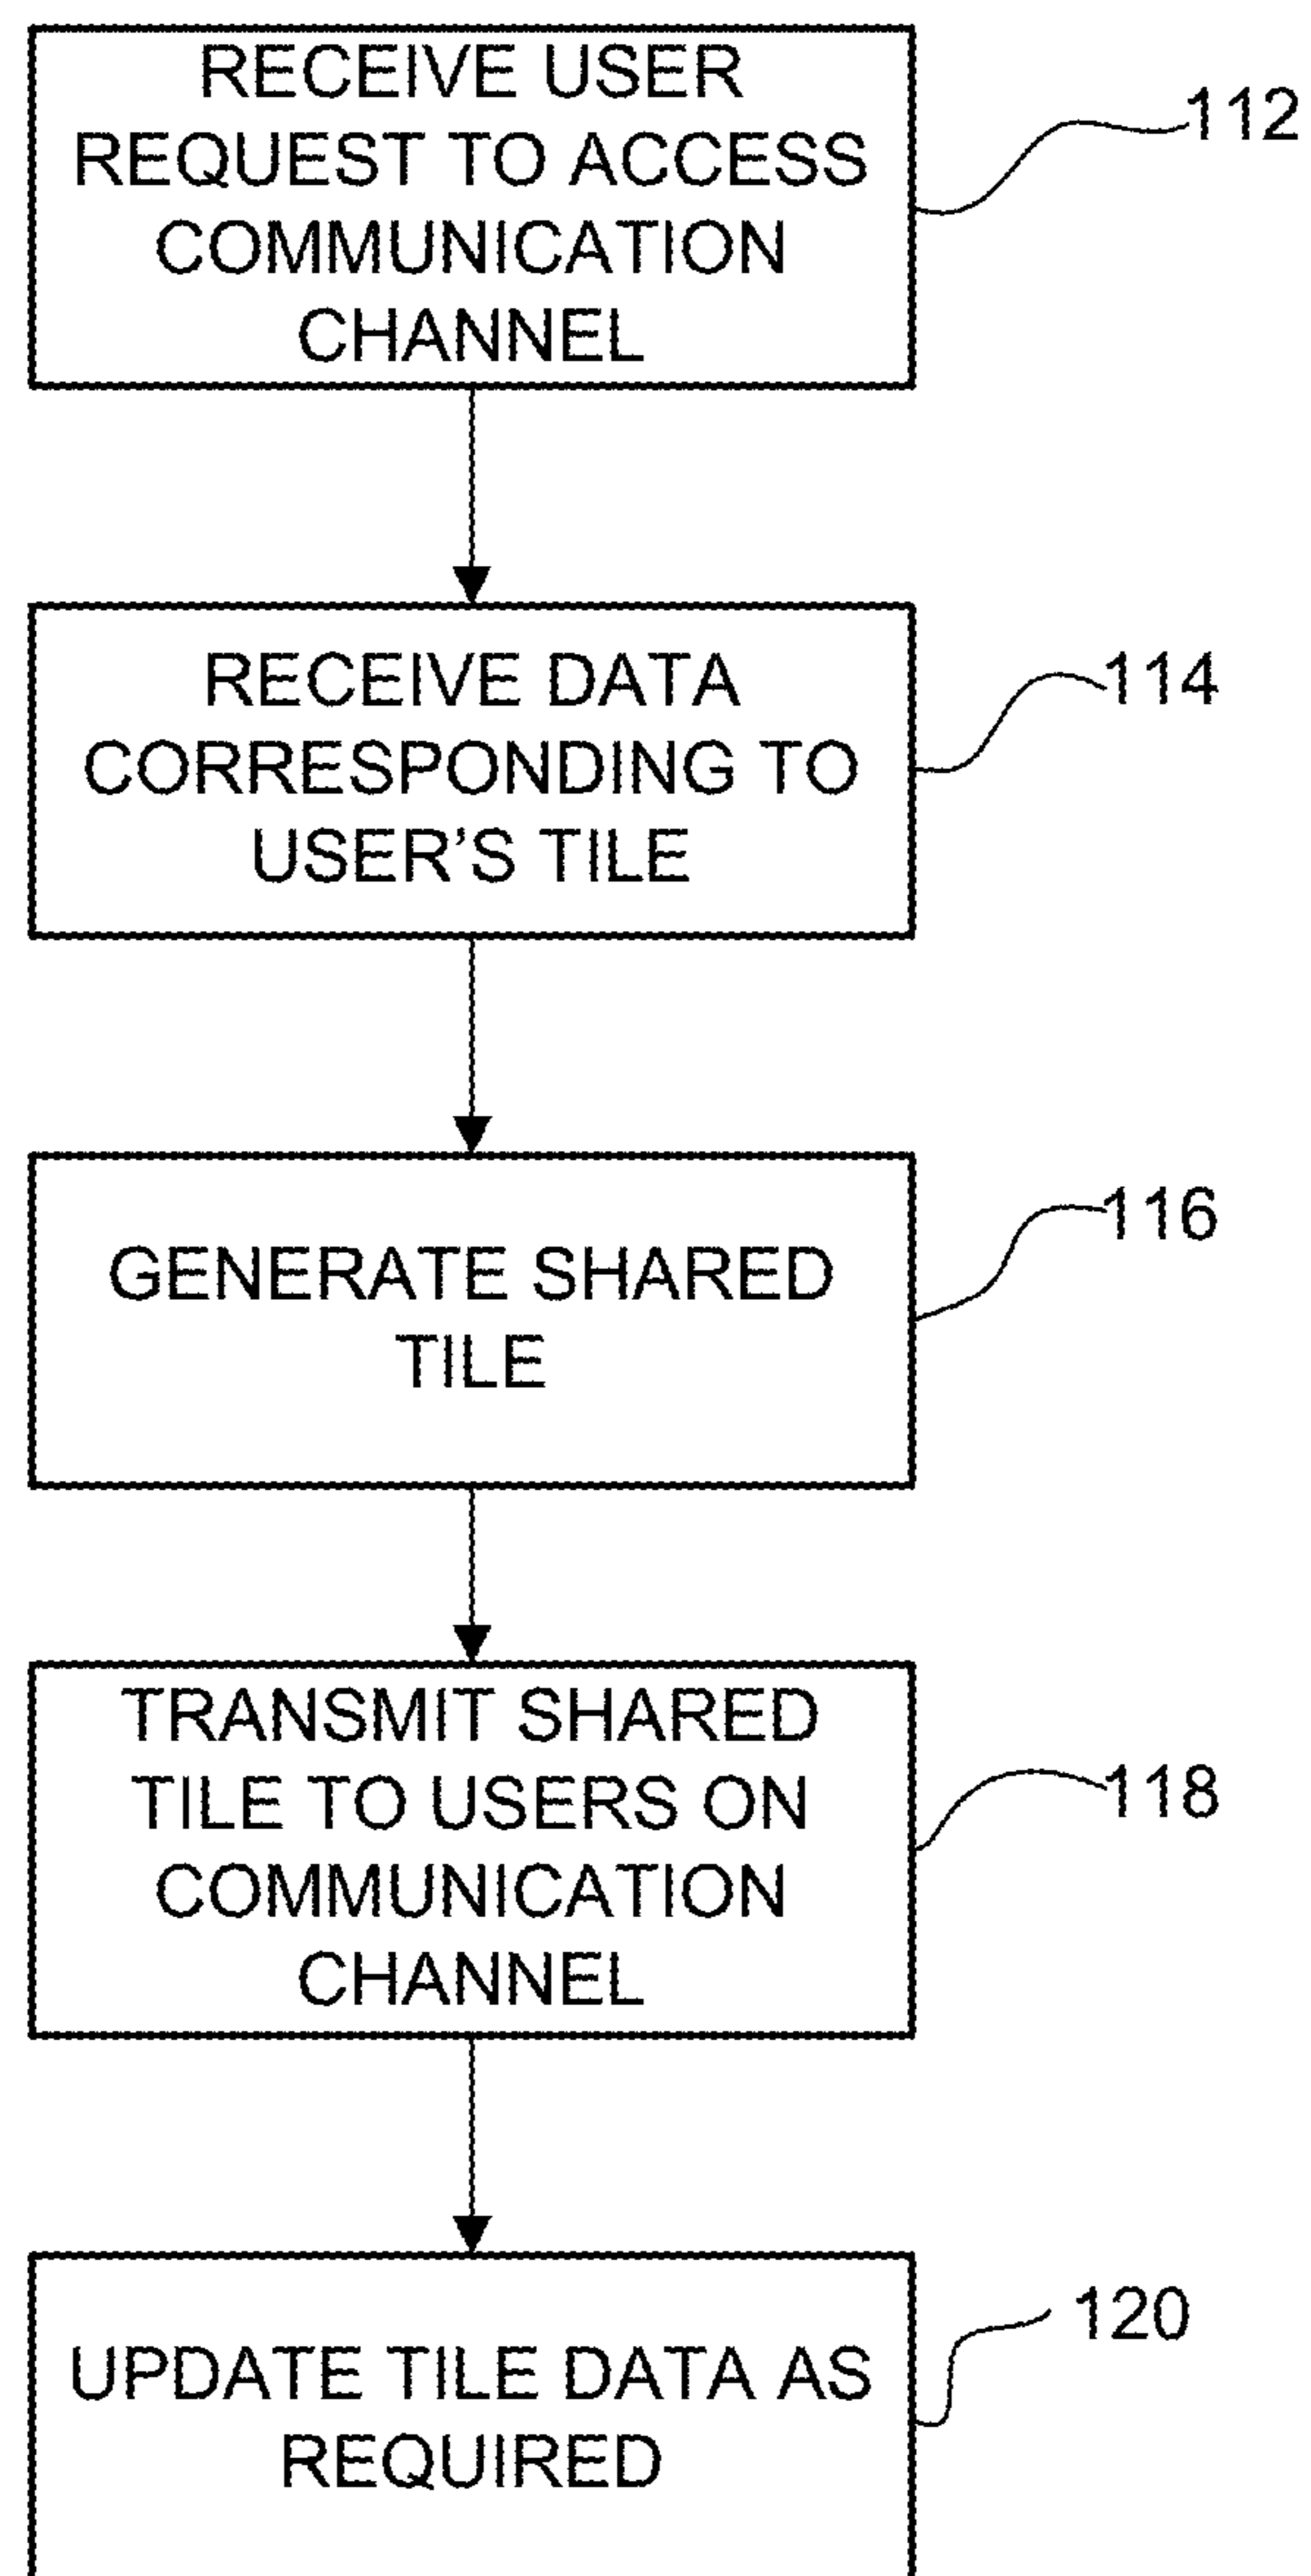 RECEIVE USER
REQUEST TO ACCESS
COMMUNICATION
CHANNEL
112
RECEIVE DATA
CORRESPONDING TO
USER’S TILE
114
GENERATE SHARED
TILE
116
TRANSMIT SHARED
TILE TO USERS ON
COMMUNICATION
CHANNEL
118
UPDATE TILE DATA AS
REQUIRED
120